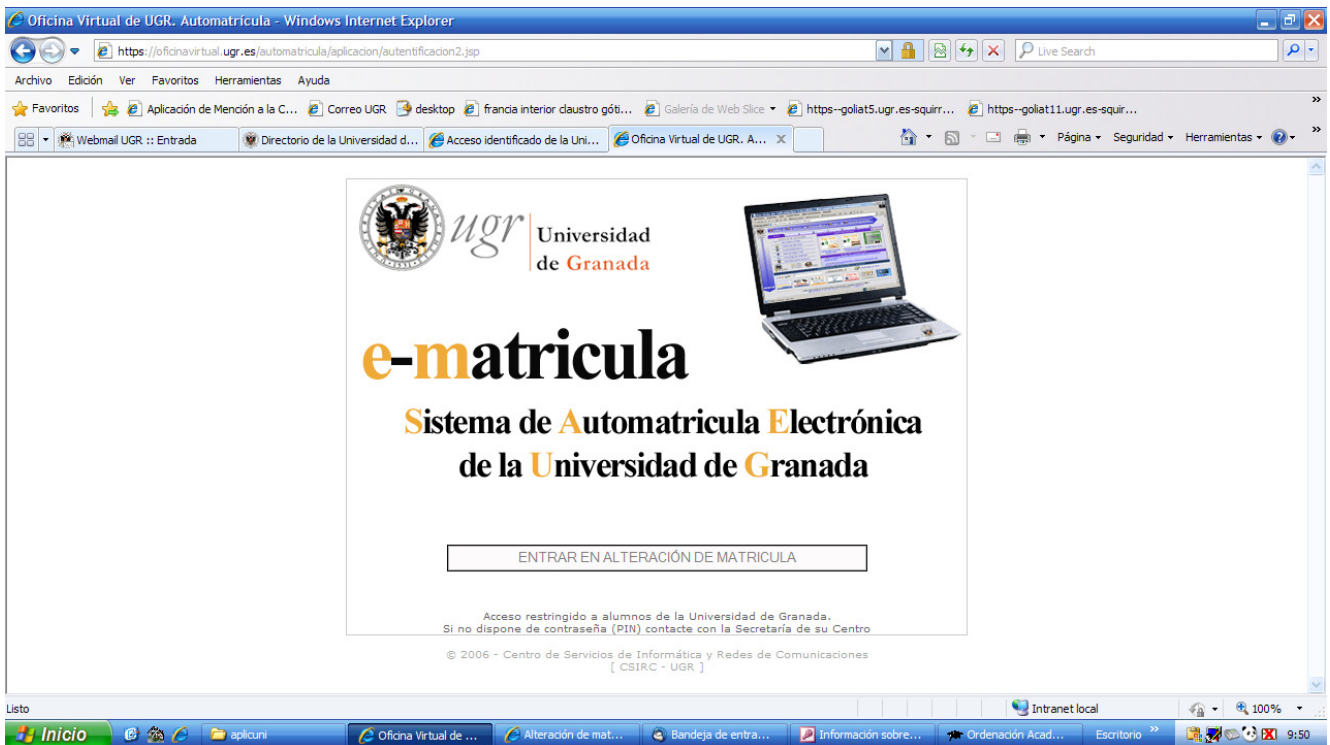 Oficina Virtual de UGR. Automatrícula - Windows Internet Explorer
https://oficinavirtual.ugr.es/automatricula/aplicacion/autentificacion2.jsp
Live Search
Archivo Edición Ver Favoritos Herramientas Ayuda
Favoritos Aplicación de Mención a la C... Correo UGR desktop francia interior claustro góti... Galería de Web Slice https--goliat5.ugr.es-squirr... https--goliat11.ugr.es-squir...
Webmail UGR :: Entrada Directorio de la Universidad d... Acceso identificado de la Uni... Oficina Virtual de UGR. A... X Página Seguridad Herramientas
ugr Universidad
de Granada
e-matricula
Sistema de Automatricula Electrónica
de la Universidad de Granada
ENTRAR EN ALTERACIÓN DE MATRICULA
Acceso restringido a alumnos de la Universidad de Granada.
Si no dispone de contraseña (PIN) contacte con la Secretaría de su Centro
© 2006 - Centro de Servicios de Informática y Redes de Comunicaciones
[ CSIRC - UGR ]
Listo Intranet local 100%
Inicio aplicuni Oficina Virtual de ... Alteración de mat... Bandeja de entra... Información sobre... Ordenación Acad... Escritorio 9:50